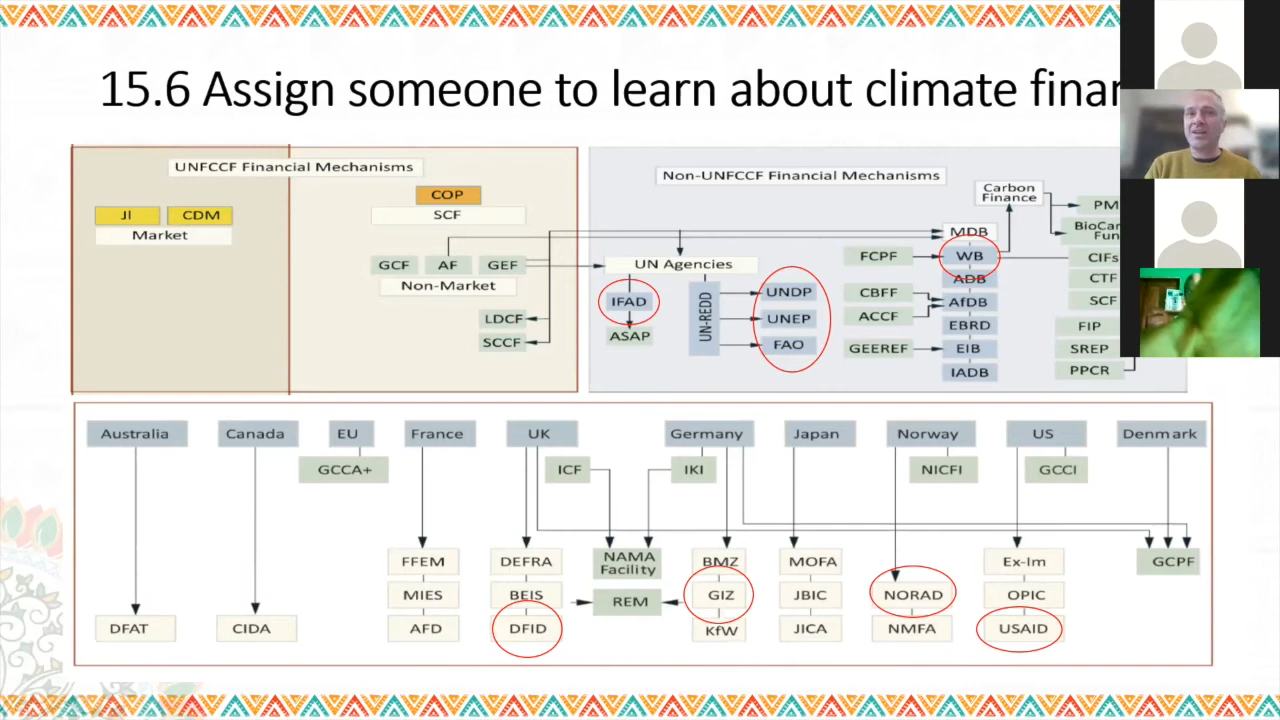 15.6 Assign someone to learn about climate finan
UNFCCF Financial Mechanisms
COP
SCF
JI
CDM
Market
GCF
AF
GEF
Non-Market
LDCF
SCCF
Non-UNFCCF Financial Mechanisms
Carbon
Finance
PM
BioCar
Fun
MDB
UN Agencies
FCPF
WB
CIFs
ADB
CTF
IFAD
UN-REDD
UNDP
CBFF
AfDB
SCF
UNEP
ACCF
EBRD
FIP
ASAP
FAO
GEEREF
EIB
SREP
IADB
PPCR
Australia
Canada
EU
France
UK
Germany
Japan
Norway
US
Denmark
GCCA+
ICF
IKI
NICFI
GCCI
FFEM
DEFRA
NAMA
Facility
BMZ
MOFA
Ex-Im
GCPF
MIES
BEIS
REM
GIZ
JBIC
NORAD
OPIC
DFAT
CIDA
AFD
DFID
KfW
JICA
NMFA
USAID